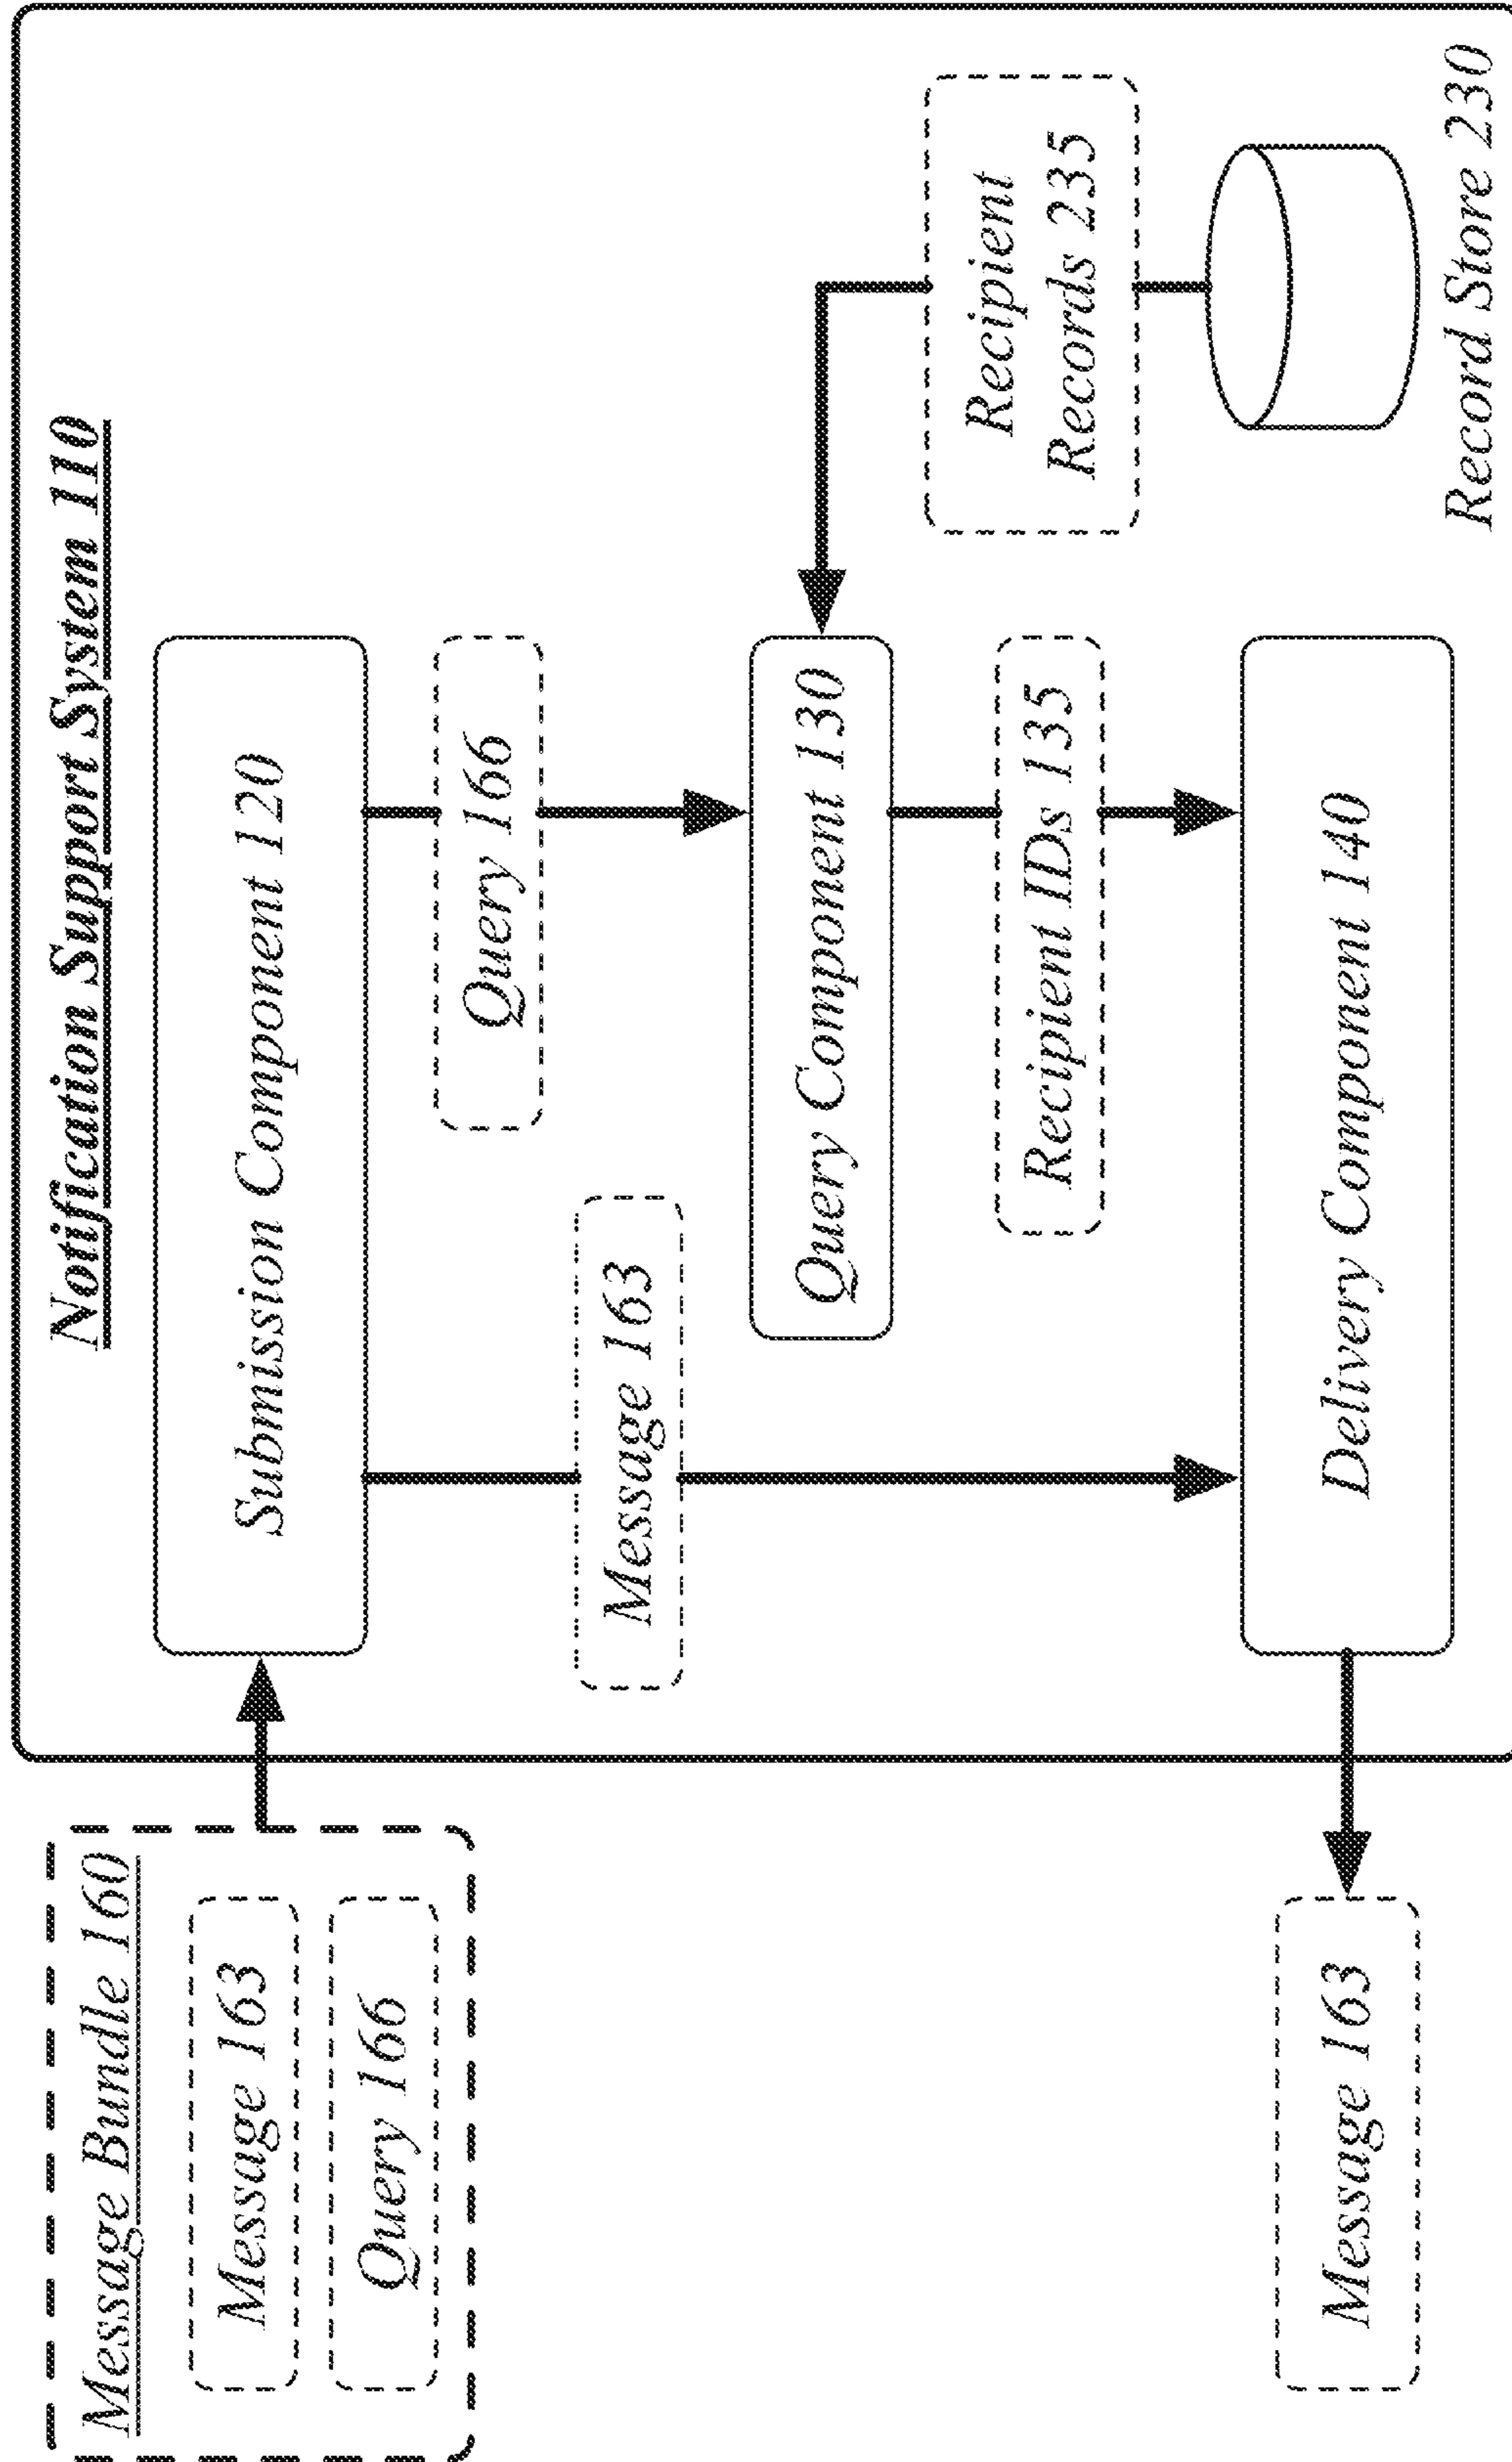 Notification Support System 110
Message Bundle 160
Message 163
Query 166
Submission Component 120
Query 166
Message 163
Query Component 130
Recipient
Records 235
Recipient IDs 135
Message 163
Delivery Component 140
Record Store 230